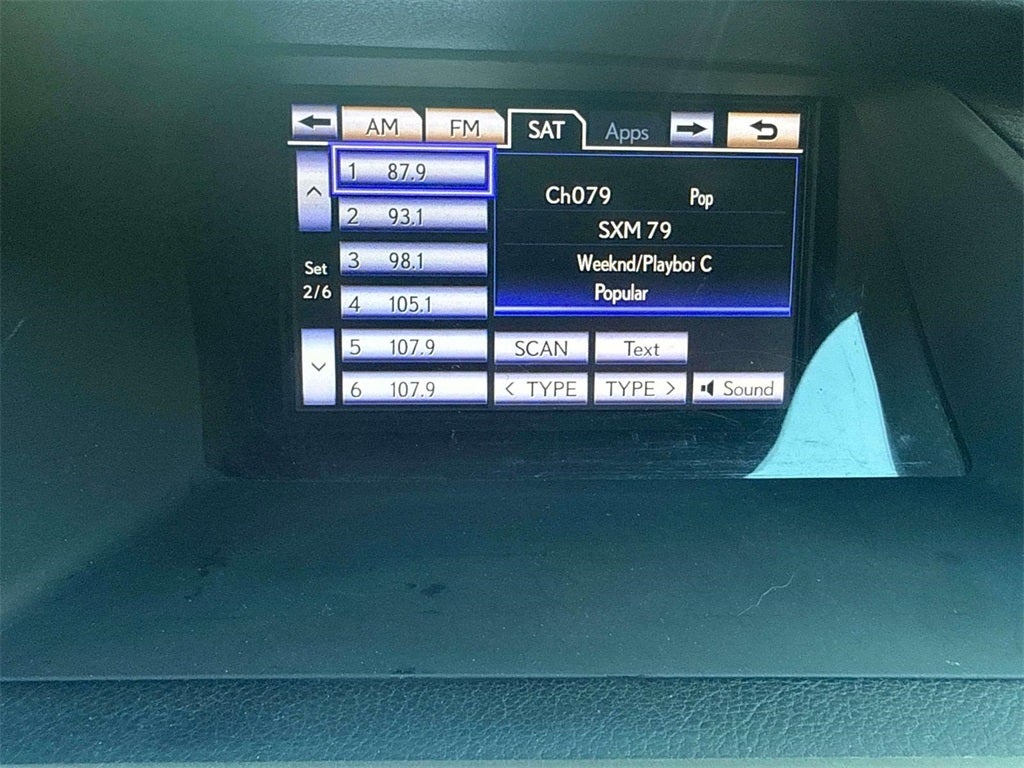 AM FM SAT Apps
1 87.9
2 93.1
3 98.1
4 105.1
5 107.9
6 107.9
Set
2/6
Ch079 Pop
SXM 79
Weeknd/Playboi C
Popular
SCAN Text
< TYPE TYPE > Sound